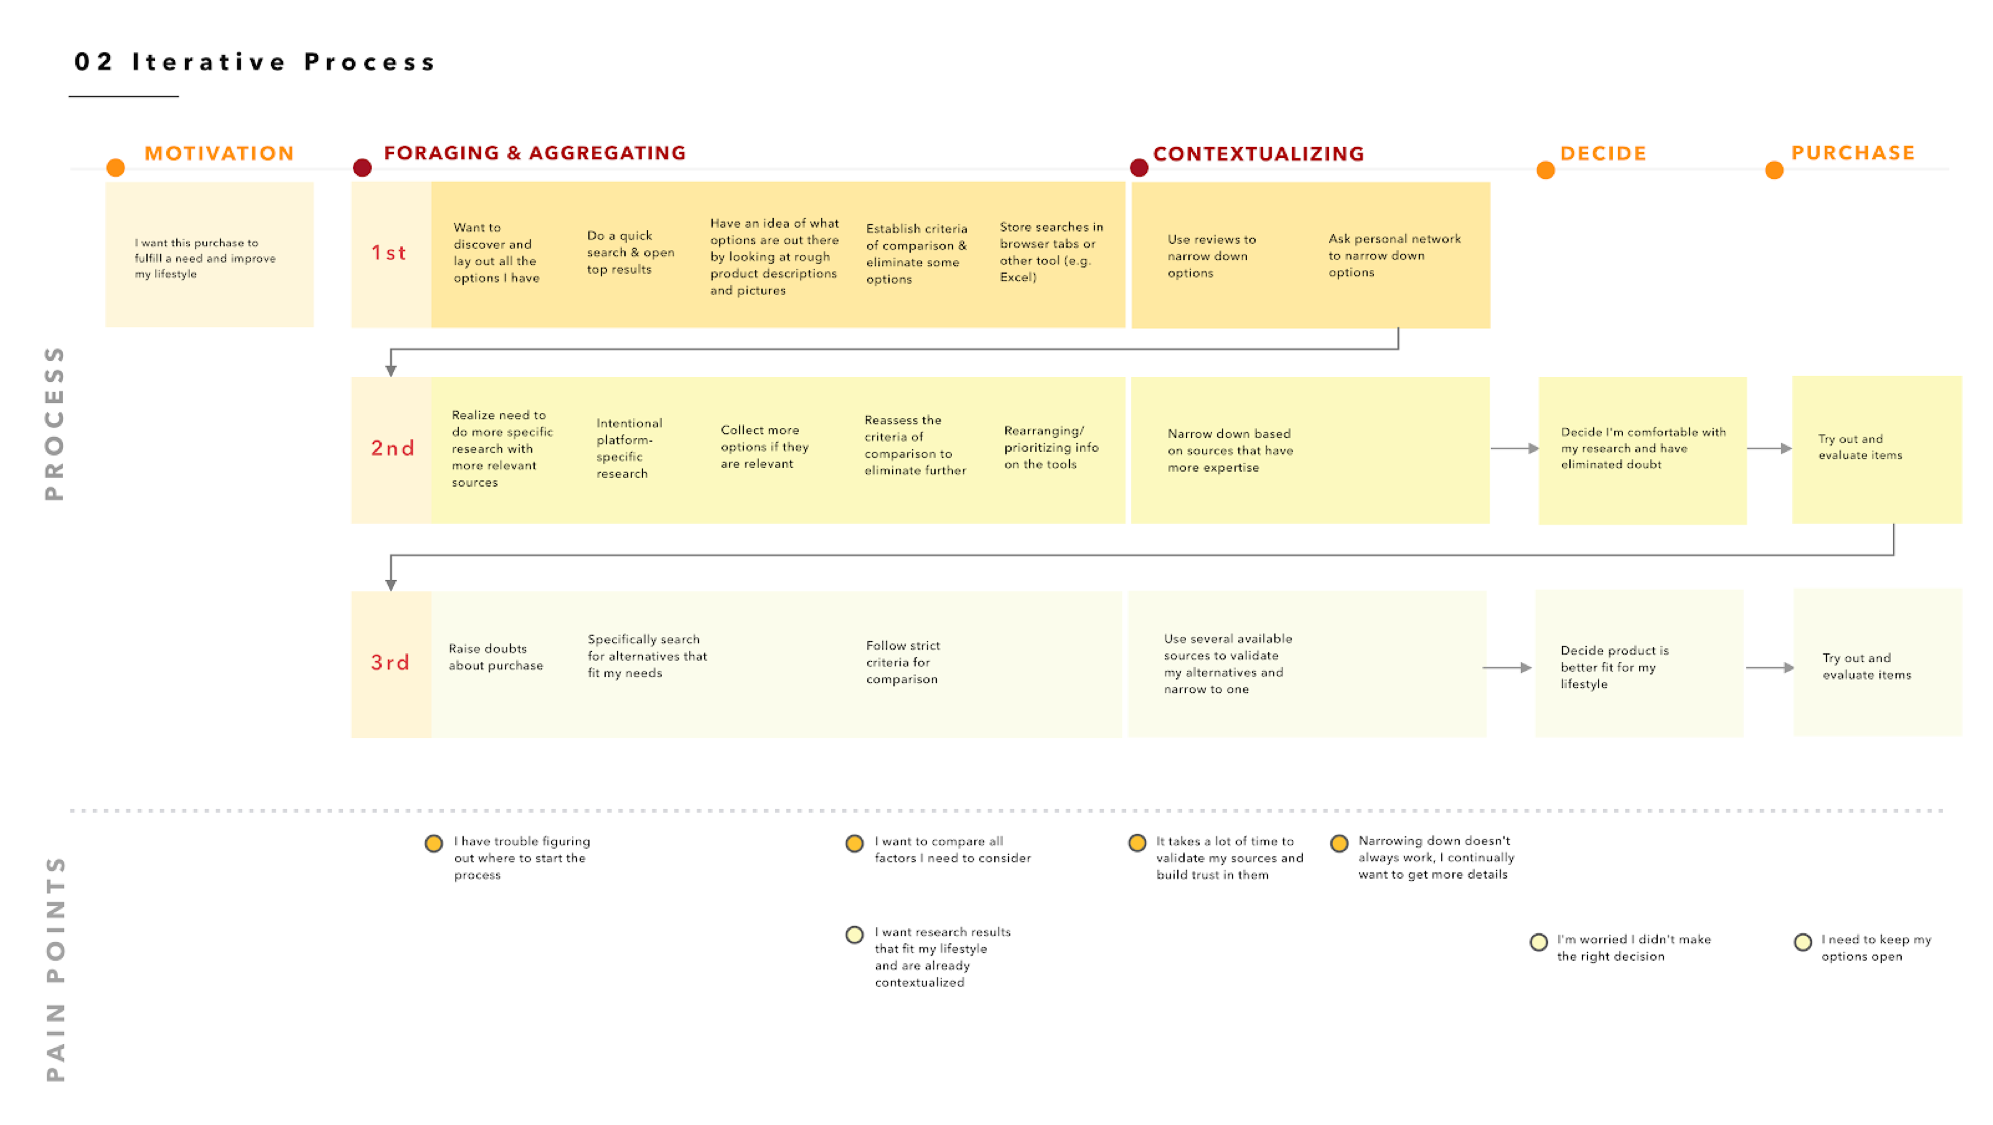 02 Iterative Process
MOTIVATION
FORAGING & AGGREGATING
CONTEXTUALIZING
DECIDE
PURCHASE
PROCESS
I want this purchase to
fulfill a need and improve
my lifestyle
1st
Want to
discover and
lay out all the
options I have
Do a quick
search & open
top results
Have an idea of what
options are out there
by looking at rough
product descriptions
and pictures
Establish criteria
of comparison &
eliminate some
options
Store searches in
browser tabs or
other tool (e.g.
Excel)
Use reviews to
narrow down
options
Ask personal network
to narrow down
options
2nd
Realize need to
do more specific
research with
more relevant
sources
Intentional
platform-
specific
research
Collect more
options if they
are relevant
Reassess the
criteria of
comparison to
eliminate further
Rearranging/
prioritizing info
on the tools
Narrow down based
on sources that have
more expertise
Decide I'm comfortable with
my research and have
eliminated doubt
Try out and
evaluate items
3rd
Raise doubts
about purchase
Specifically search
for alternatives that
fit my needs
Follow strict
criteria for
comparison
Use several available
sources to validate
my alternatives and
narrow to one
Decide product is
better fit for my
lifestyle
Try out and
evaluate items
PAIN POINTS
I have trouble figuring
out where to start the
process
I want to compare all
factors I need to consider
It takes a lot of time to
validate my sources and
build trust in them
Narrowing down doesn't
always work, I continually
want to get more details
I want research results
that fit my lifestyle
and are already
contextualized
I'm worried I didn't make
the right decision
I need to keep my
options open